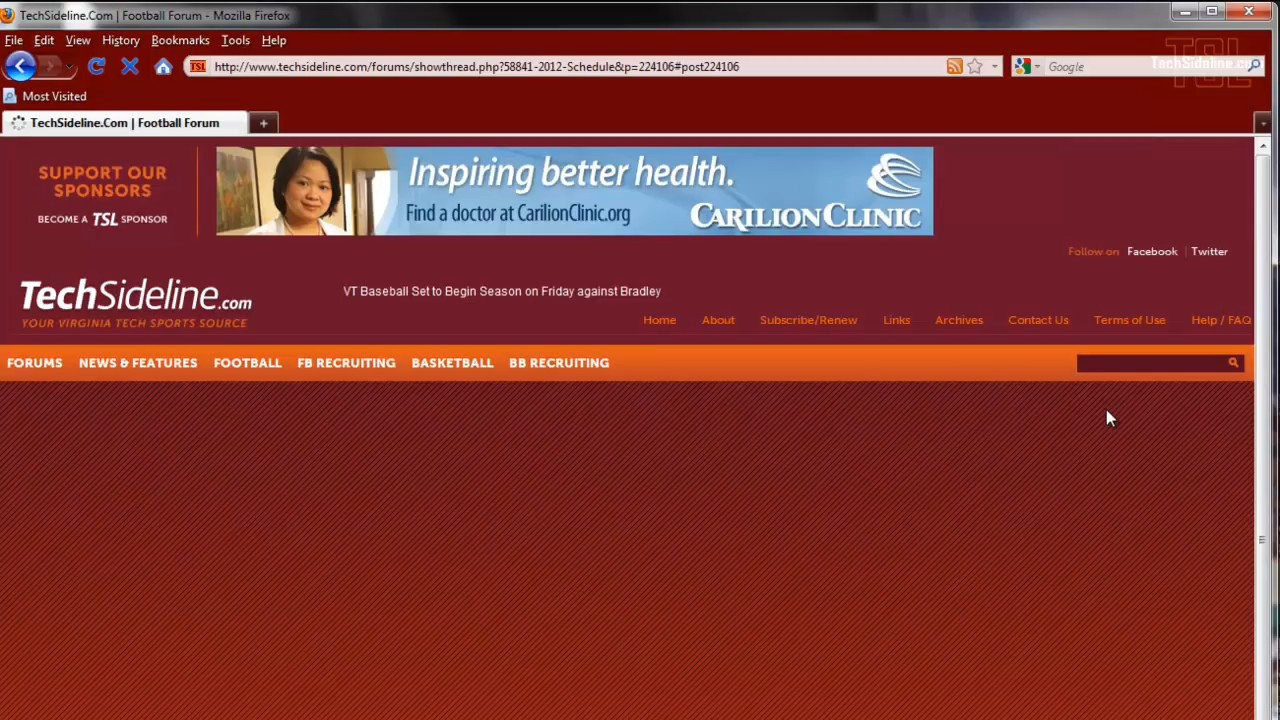 TechSideline.Com | Football Forum - Mozilla Firefox
File Edit View History Bookmarks Tools Help
TSL
TSL http://www.techsideline.com/forums/showthread.php?58841-2012-Schedule&p=224106#post224106 Google
Most Visited
TechSideline.Com | Football Forum
SUPPORT OUR
SPONSORS
BECOME A TSL SPONSOR
Inspiring better health.
Find a doctor at CarilionClinic.org
CARILIONCLINIC
Follow on Facebook | Twitter
TechSideline.com
YOUR VIRGINIA TECH SPORTS SOURCE
VT Baseball Set to Begin Season on Friday against Bradley
Home About Subscribe/Renew Links Archives Contact Us Terms of Use Help / FAQ
FORUMS NEWS & FEATURES FOOTBALL FB RECRUITING BASKETBALL BB RECRUITING